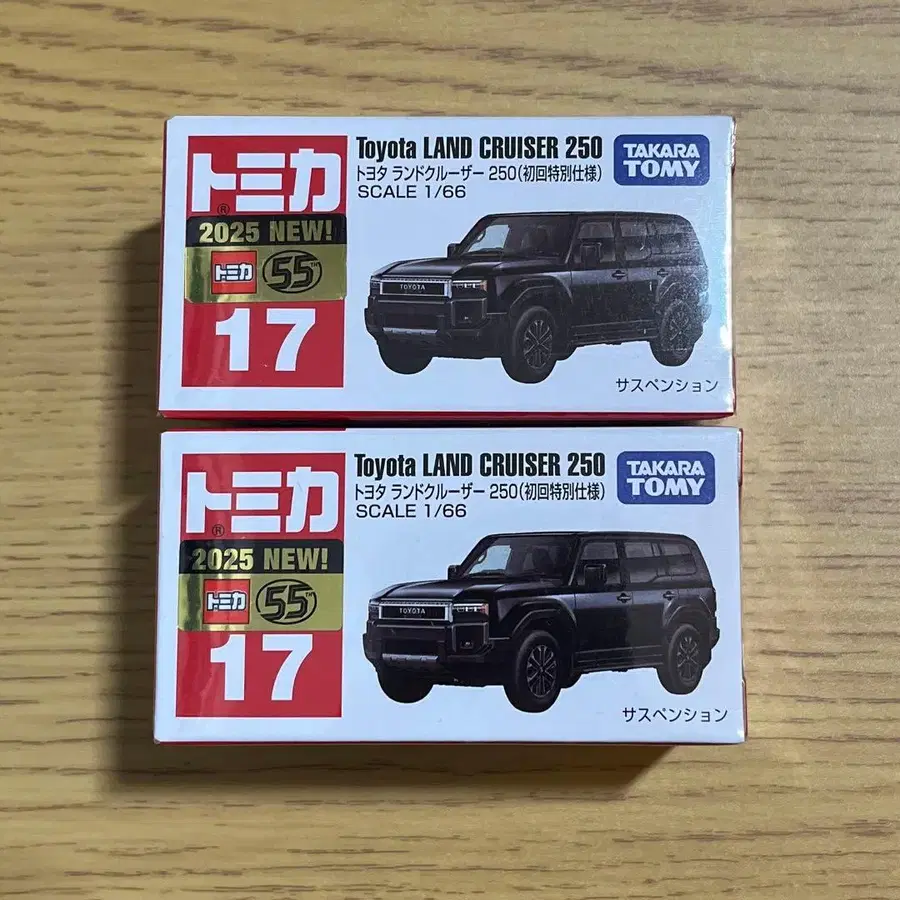 トミカ
®
2025 NEW!
トミカ 55TH
17
Toyota LAND CRUISER 250
トヨタ ランドクルーザー 250(初回特別仕様)
SCALE 1/66
TAKARA
TOMY
TOYOTA
サスペンション
トミカ
®
2025 NEW!
トミカ 55TH
17
Toyota LAND CRUISER 250
トヨタ ランドクルーザー 250(初回特別仕様)
SCALE 1/66
TAKARA
TOMY
TOYOTA
サスペンション